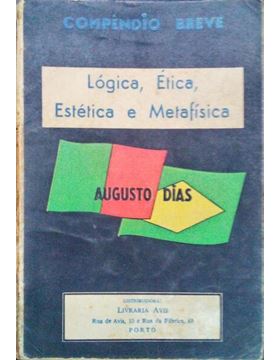 COMPÊNDIO BREVE
Lógica, Ética,
Estética e Metafísica
AUGUSTO DIAS
DISTRIBUIDORA:
LIVRARIA AVIS
Rua de Avis, 10 e Rua da Fábrica, 68
PORTO